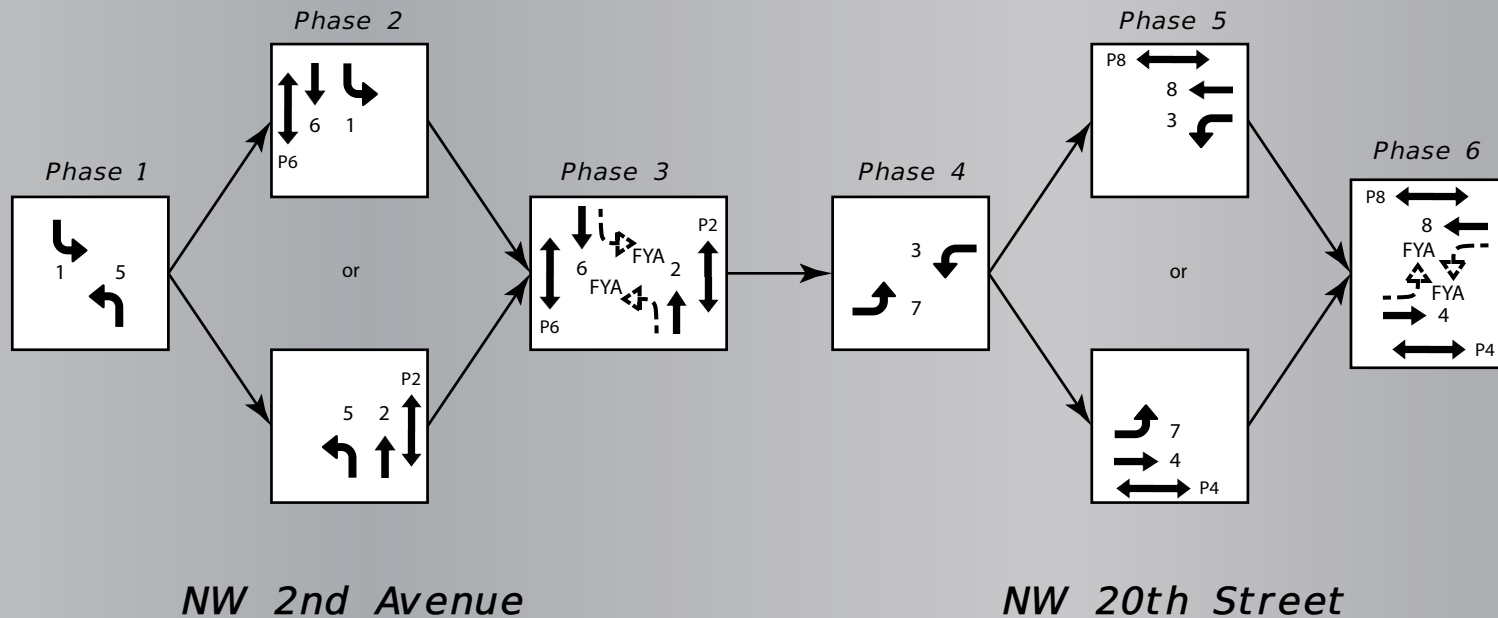 Phase 1
1
5
Phase 2
6
1
P6
or
5
2
P2
Phase 3
P2
FYA
6
2
FYA
P6
Phase 4
3
7
Phase 5
P8
8
3
or
7
4
P4
Phase 6
P8
8
FYA
FYA
4
P4
NW 2nd Avenue
NW 20th Street